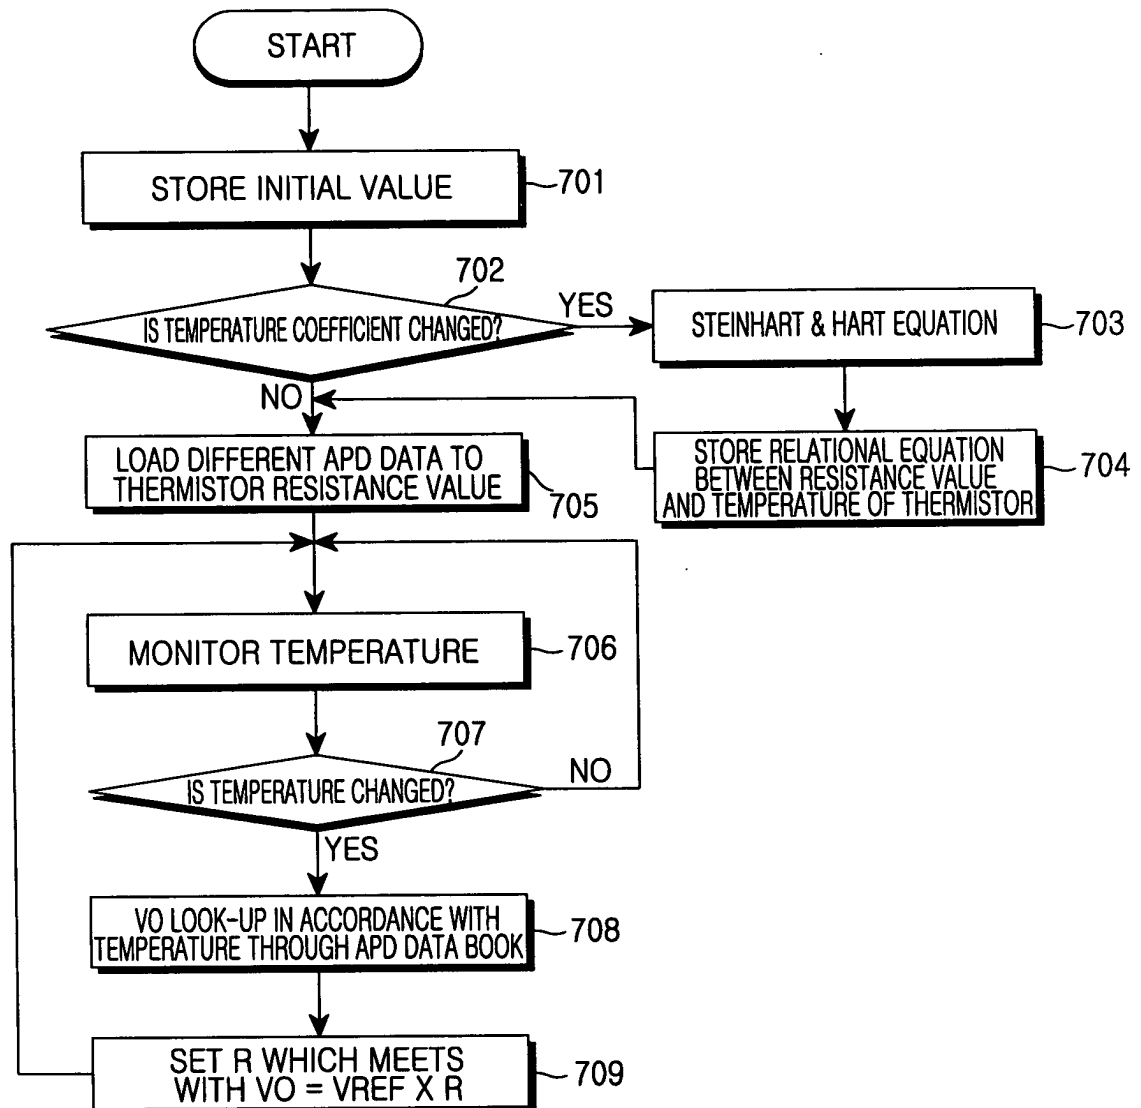 START
STORE INITIAL VALUE
701
702
IS TEMPERATURE COEFFICIENT CHANGED?
YES
STEINHART & HART EQUATION
703
NO
STORE RELATIONAL EQUATION
BETWEEN RESISTANCE VALUE
AND TEMPERATURE OF THERMISTOR
704
LOAD DIFFERENT APD DATA TO
THERMISTOR RESISTANCE VALUE
705
MONITOR TEMPERATURE
706
707
IS TEMPERATURE CHANGED?
NO
YES
VO LOOK-UP IN ACCORDANCE WITH
TEMPERATURE THROUGH APD DATA BOOK
708
SET R WHICH MEETS
WITH VO = VREF X R
709